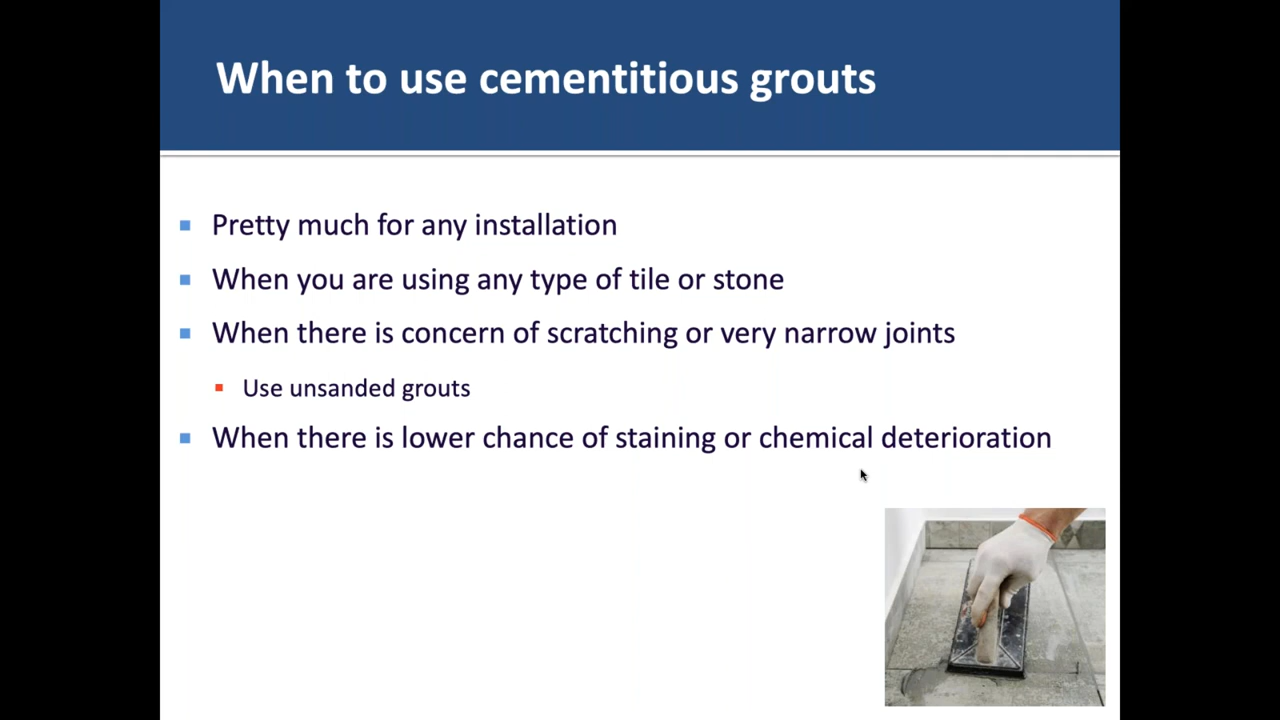 When to use cementitious grouts
Pretty much for any installation
When you are using any type of tile or stone
When there is concern of scratching or very narrow joints
Use unsanded grouts
When there is lower chance of staining or chemical deterioration